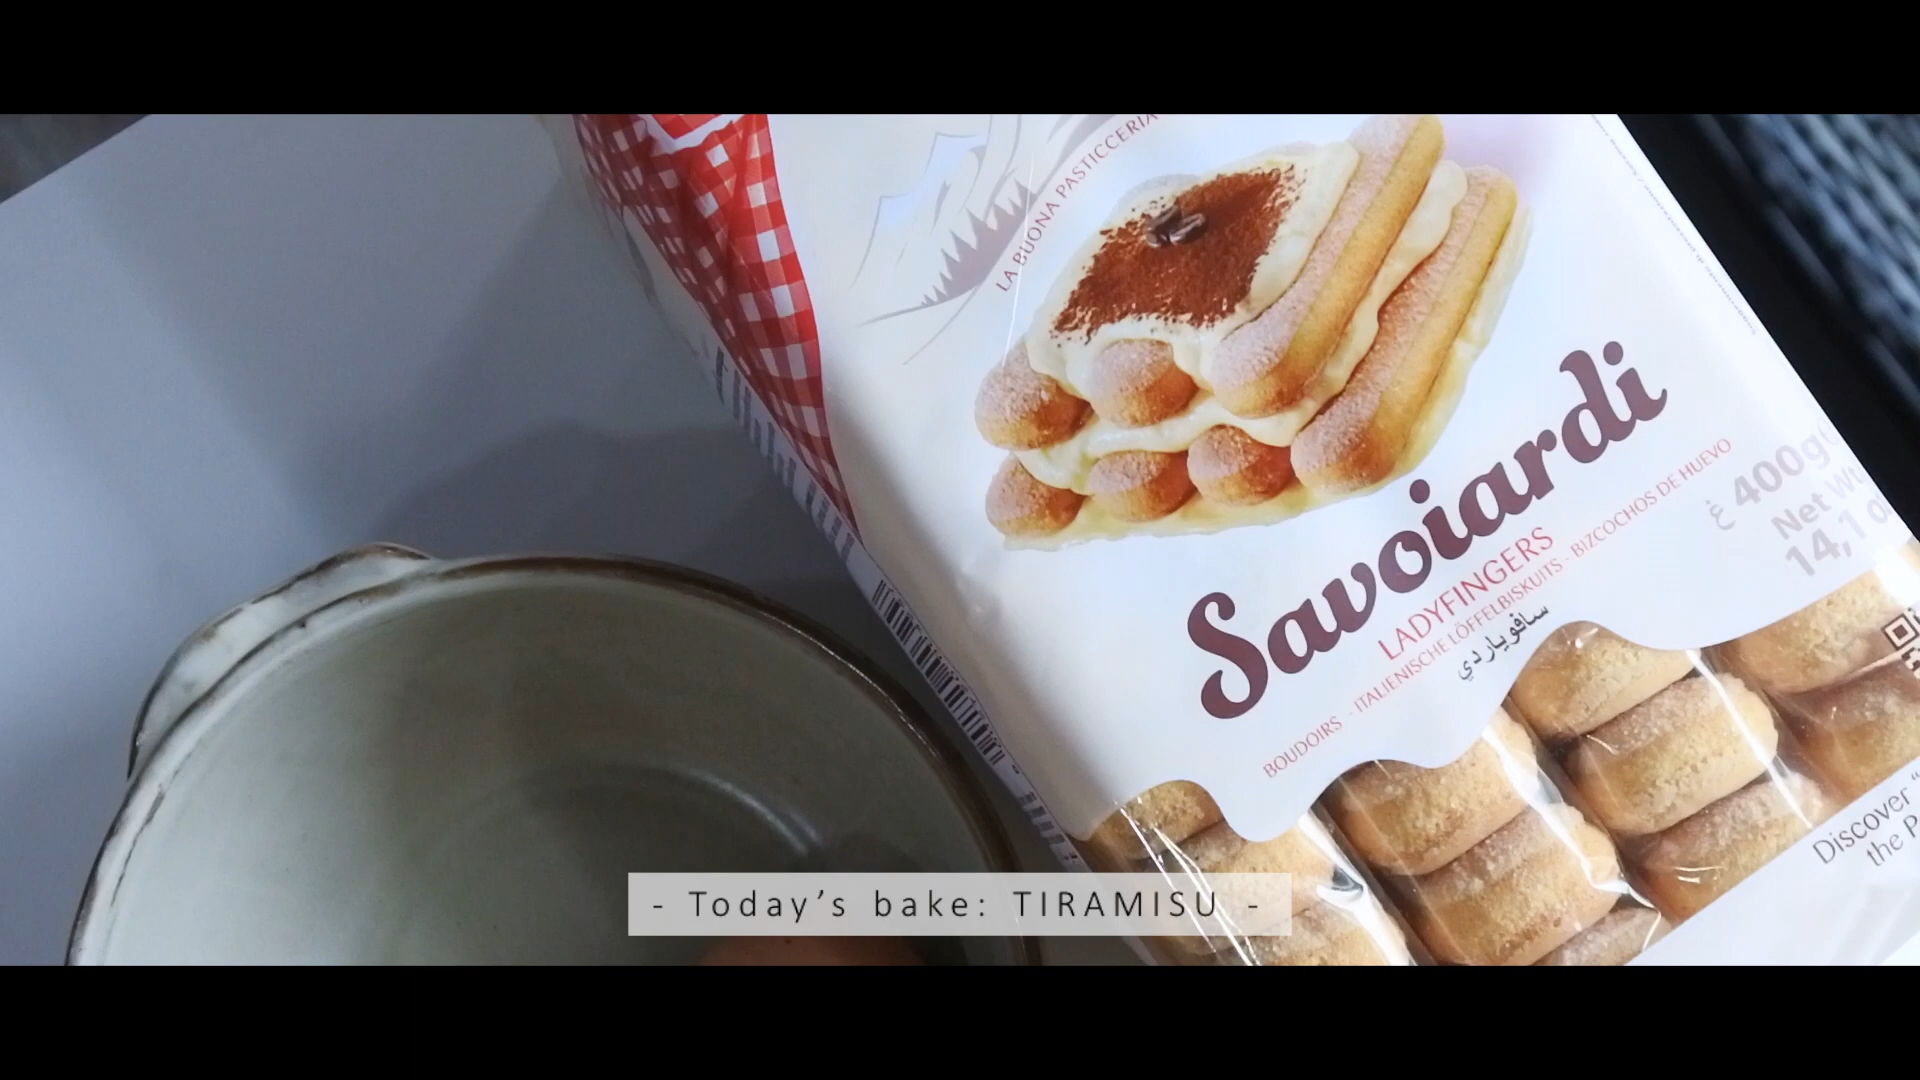 LA BUONA PASTICCERIA
Savoiardi
LADYFINGERS
BOUDOIRS - ITALIENISCHE LÖFFELBISKUITS - BIZCOCHOS DE HUEVO
سافوياردي
400g غ
Net Wt
14,1
Discover
the
- Today’s bake: TIRAMISU -